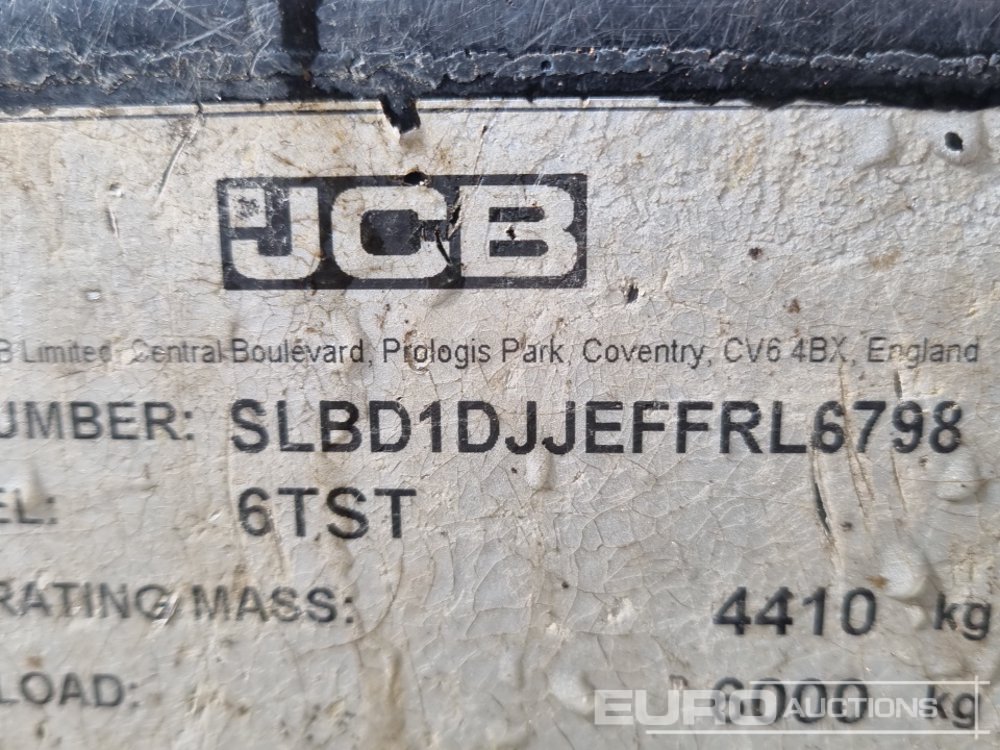 JCB
B Limited, Central Boulevard, Prologis Park, Coventry, CV6 4BX, England
UMBER: SLBD1DJJEFFRL6798
EL: 6TST
RATING MASS: 4410 kg
LOAD: 6000 kg
EURO AUCTIONS